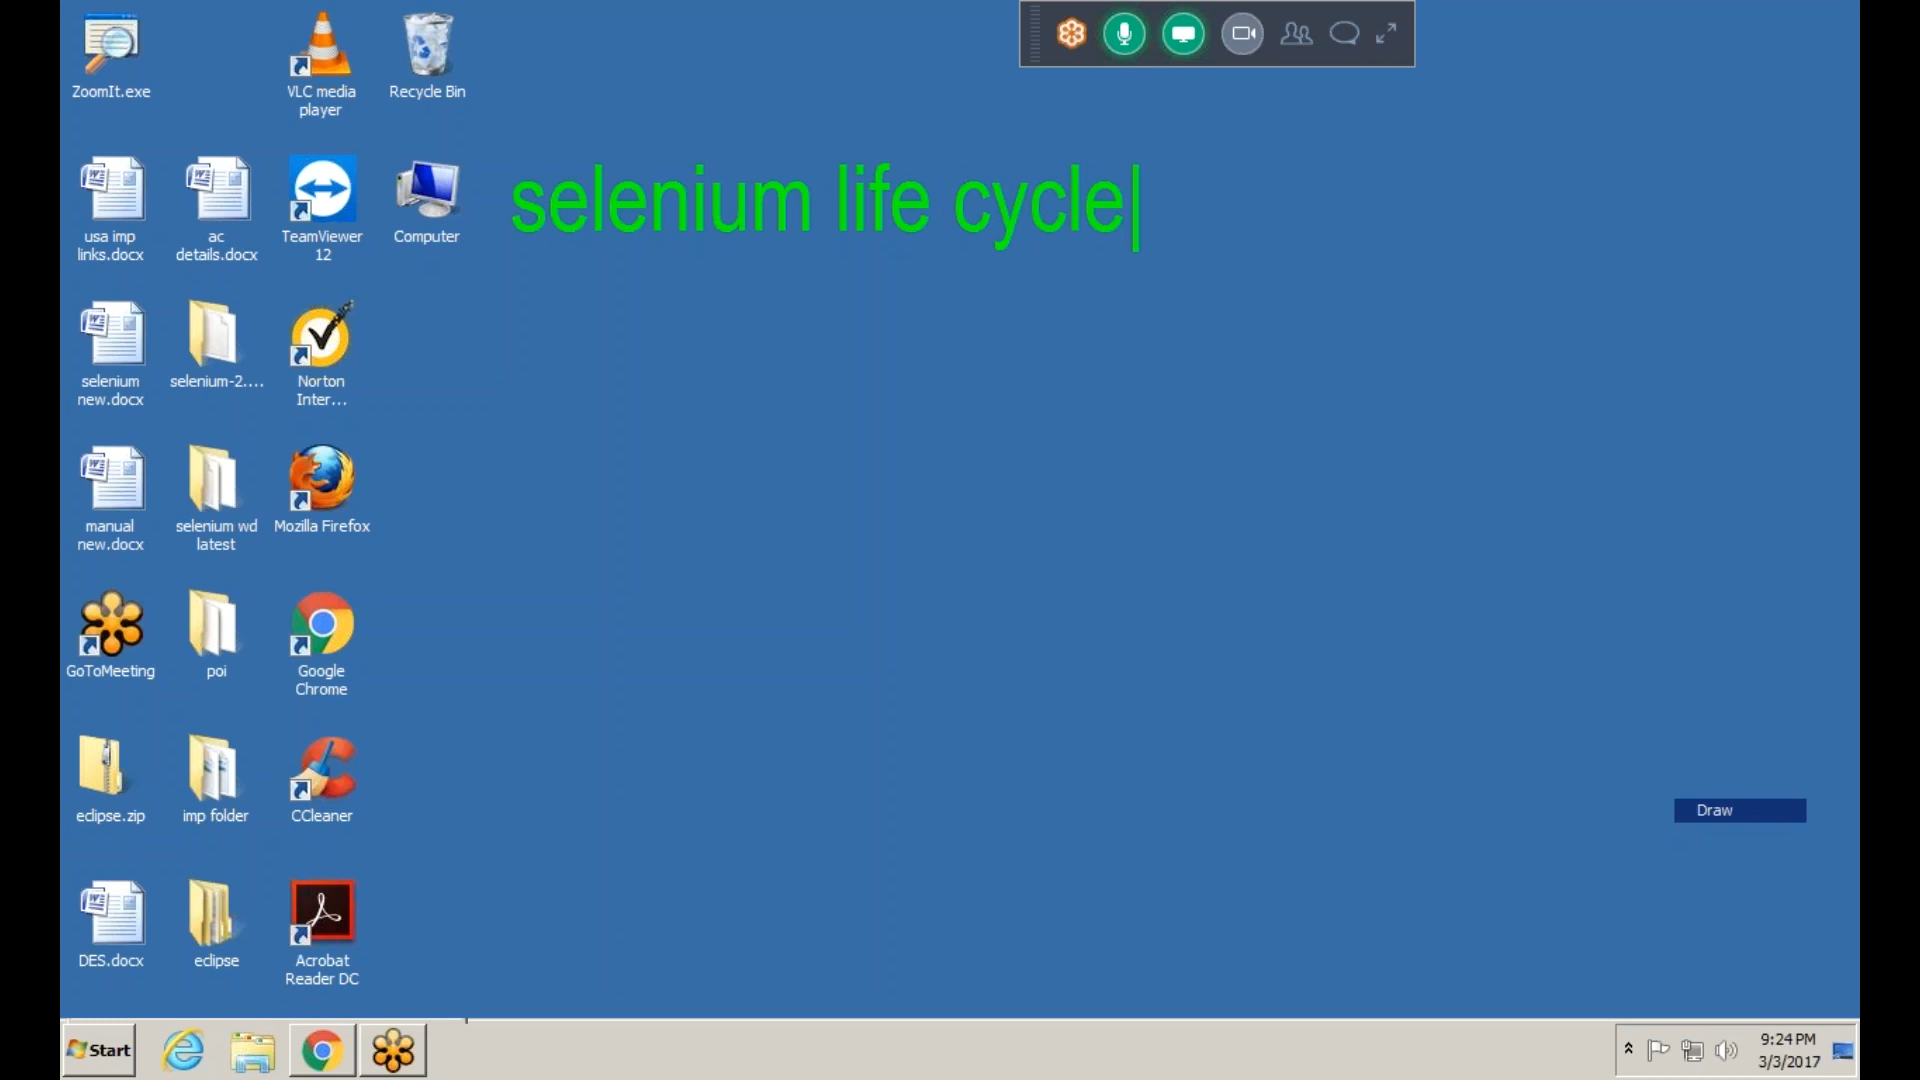 ZoomIt.exe
VLC media
player
Recycle Bin
selenium life cycle
usa imp
links.docx
ac
details.docx
TeamViewer
12
Computer
selenium
new.docx
selenium-2....
Norton
Inter...
manual
new.docx
selenium wd
latest
Mozilla Firefox
GoToMeeting
poi
Google
Chrome
eclipse.zip
imp folder
CCleaner
Draw
DES.docx
eclipse
Acrobat
Reader DC
Start
9:24 PM
3/3/2017